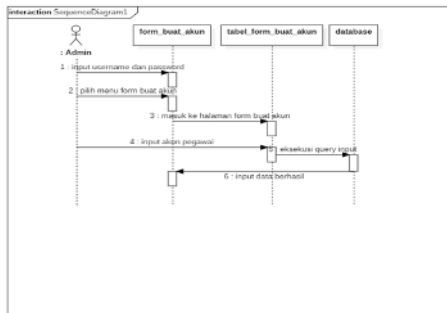 interaction SequenceDiagram1
form_buat_akun
tabel_form_buat_akun
database
: Admin
1 : input username dan password
2 : pilih menu form buat akun
3 : masuk ke halaman form buat akun
4 : input akun pegawai
5 : eksekusi query input
6 : input data berhasil